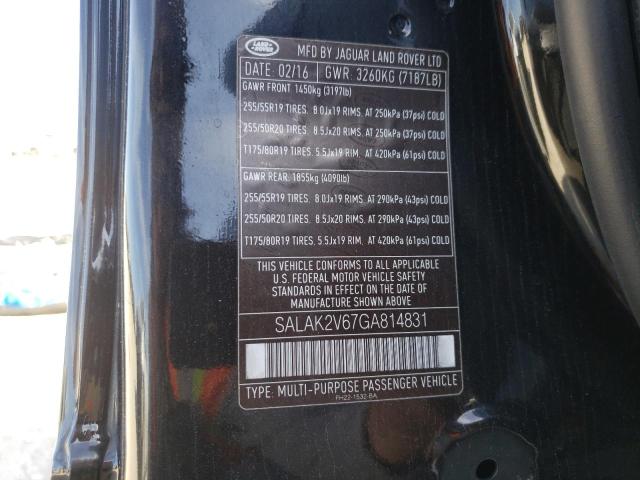 LAND ROVER
MFD BY JAGUAR LAND ROVER LTD
DATE: 02/16 GWR: 3260KG (7187LB)
GAWR FRONT 1450kg (3197lb)
255/55R19 TIRES. 8.0Jx19 RIMS. AT 250kPa (37psi) COLD
255/50R20 TIRES. 8.5Jx20 RIMS. AT 250kPa (37psi) COLD
T175/80R19 TIRES. 5.5Jx19 RIMS. AT 420kPa (61psi) COLD
GAWR REAR: 1855kg (4090lb)
255/55R19 TIRES. 8.0Jx19 RIMS. AT 290kPa (43psi) COLD
255/50R20 TIRES. 8.5Jx20 RIMS. AT 290kPa (43psi) COLD
T175/80R19 TIRES. 5.5Jx19 RIM. AT 420kPa (61psi) COLD
THIS VEHICLE CONFORMS TO ALL APPLICABLE
U.S. FEDERAL MOTOR VEHICLE SAFETY
STANDARDS IN EFFECT ON THE DATE OF
MANUFACTURE SHOWN ABOVE
SALAK2V67GA814831
TYPE: MULTI-PURPOSE PASSENGER VEHICLE
FH22-1532-BA